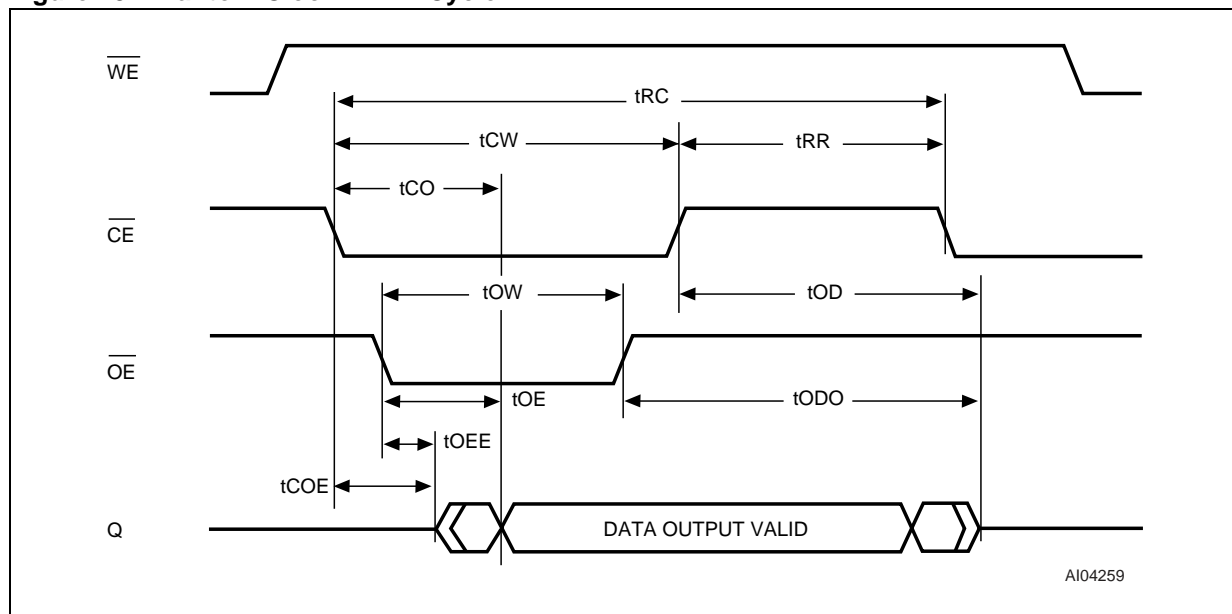 WE
tRC
tCW
tRR
tCO
CE
tOW
tOD
OE
tOE
tODO
tOEE
tCOE
Q
DATA OUTPUT VALID
AI04259